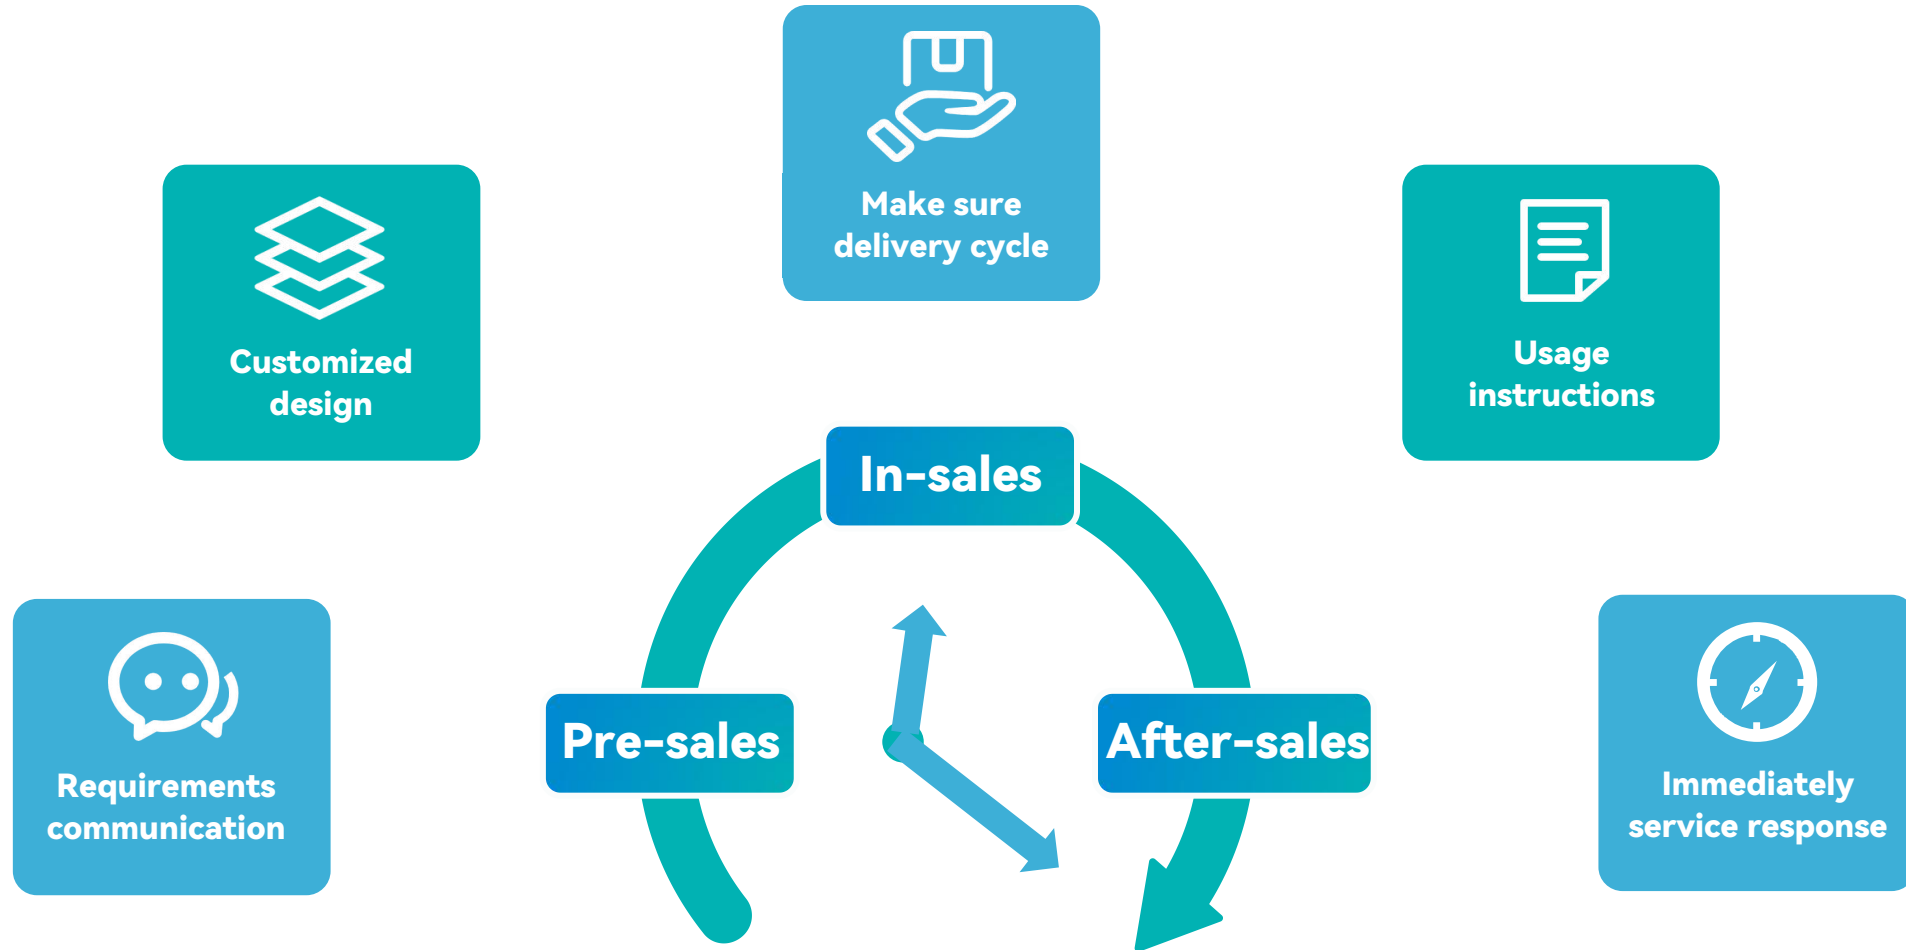 Make sure
delivery cycle
Customized
design
Usage
instructions
In-sales
Pre-sales
After-sales
Requirements
communication
Immediately
service response